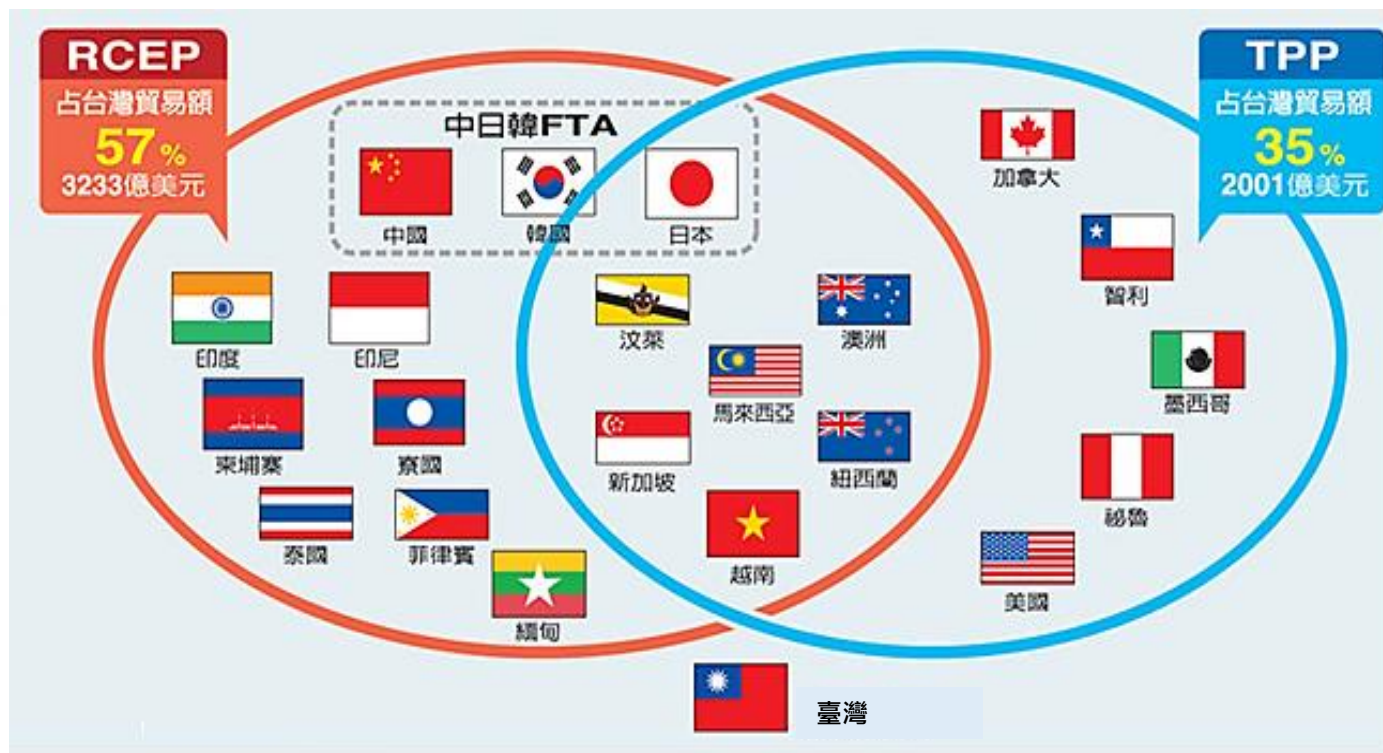 RCEP
占台灣貿易額
57%
3233億美元
TPP
占台灣貿易額
35%
2001億美元
中日韓FTA
中國
韓國
日本
加拿大
智利
印度
印尼
汶萊
澳洲
馬來西亞
墨西哥
柬埔寨
寮國
新加坡
紐西蘭
祕魯
泰國
菲律賓
越南
美國
緬甸
臺灣